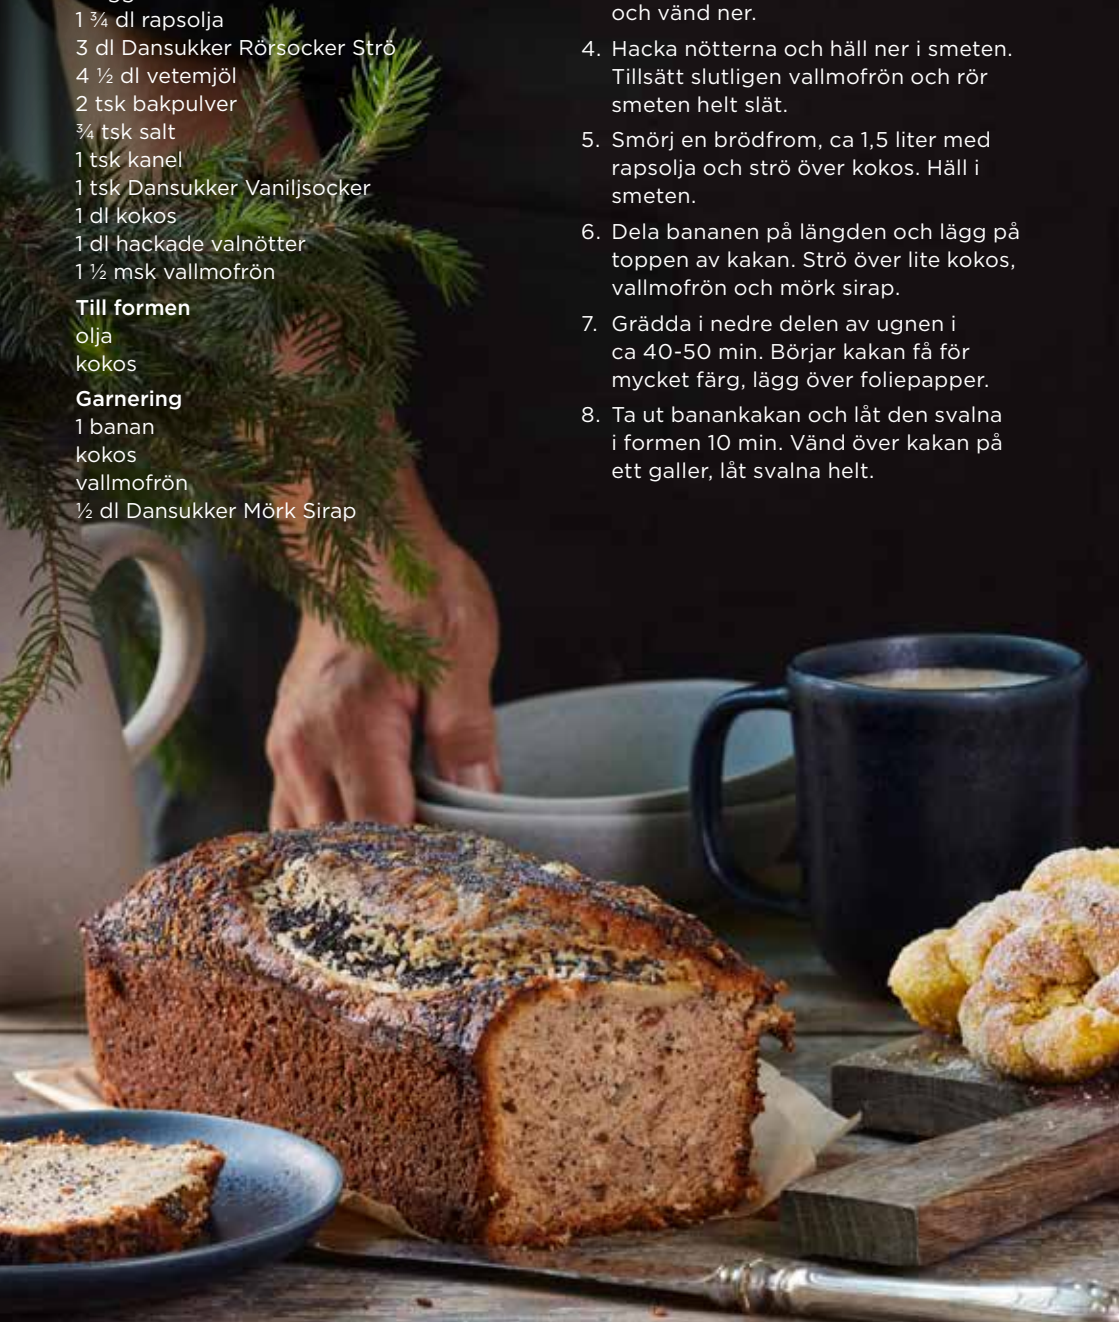 1 ¾ dl rapsolja
3 dl Dansukker Rörsocker Strö
4 ½ dl vetemjöl
2 tsk bakpulver
¾ tsk salt
1 tsk kanel
1 tsk Dansukker Vaniljsocker
1 dl kokos
1 dl hackade valnötter
1 ½ msk vallmofrön
Till formen
olja
kokos
Garnering
1 banan
kokos
vallmofrön
½ dl Dansukker Mörk Sirap
och vänd ner.
4. Hacka nötterna och häll ner i smeten.
Tillsätt slutligen vallmofrön och rör
smeten helt slät.
5. Smörj en brödfrom, ca 1,5 liter med
rapsolja och strö över kokos. Häll i
smeten.
6. Dela bananen på längden och lägg på
toppen av kakan. Strö över lite kokos,
vallmofrön och mörk sirap.
7. Grädda i nedre delen av ugnen i
ca 40-50 min. Börjar kakan få för
mycket färg, lägg över foliepapper.
8. Ta ut banankakan och låt den svalna
i formen 10 min. Vänd över kakan på
ett galler, låt svalna helt.